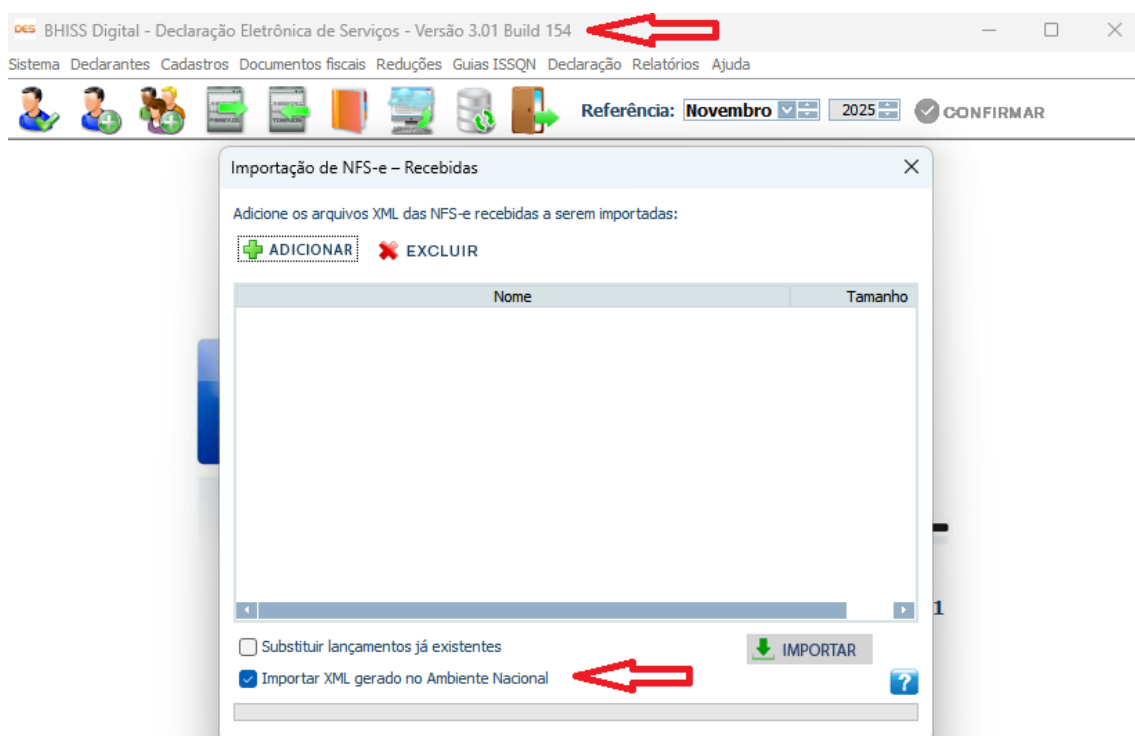 DES BHISS Digital - Declaração Eletrônica de Serviços - Versão 3.01 Build 154
Sistema Declarantes Cadastros Documentos fiscais Reduções Guias ISSQN Declaração Relatórios Ajuda
Referência: Novembro 2025 CONFIRMAR
Importação de NFS-e – Recebidas
Adicione os arquivos XML das NFS-e recebidas a serem importadas:
ADICIONAR EXCLUIR
Nome Tamanho
1
Substituir lançamentos já existentes
IMPORTAR
Importar XML gerado no Ambiente Nacional
?